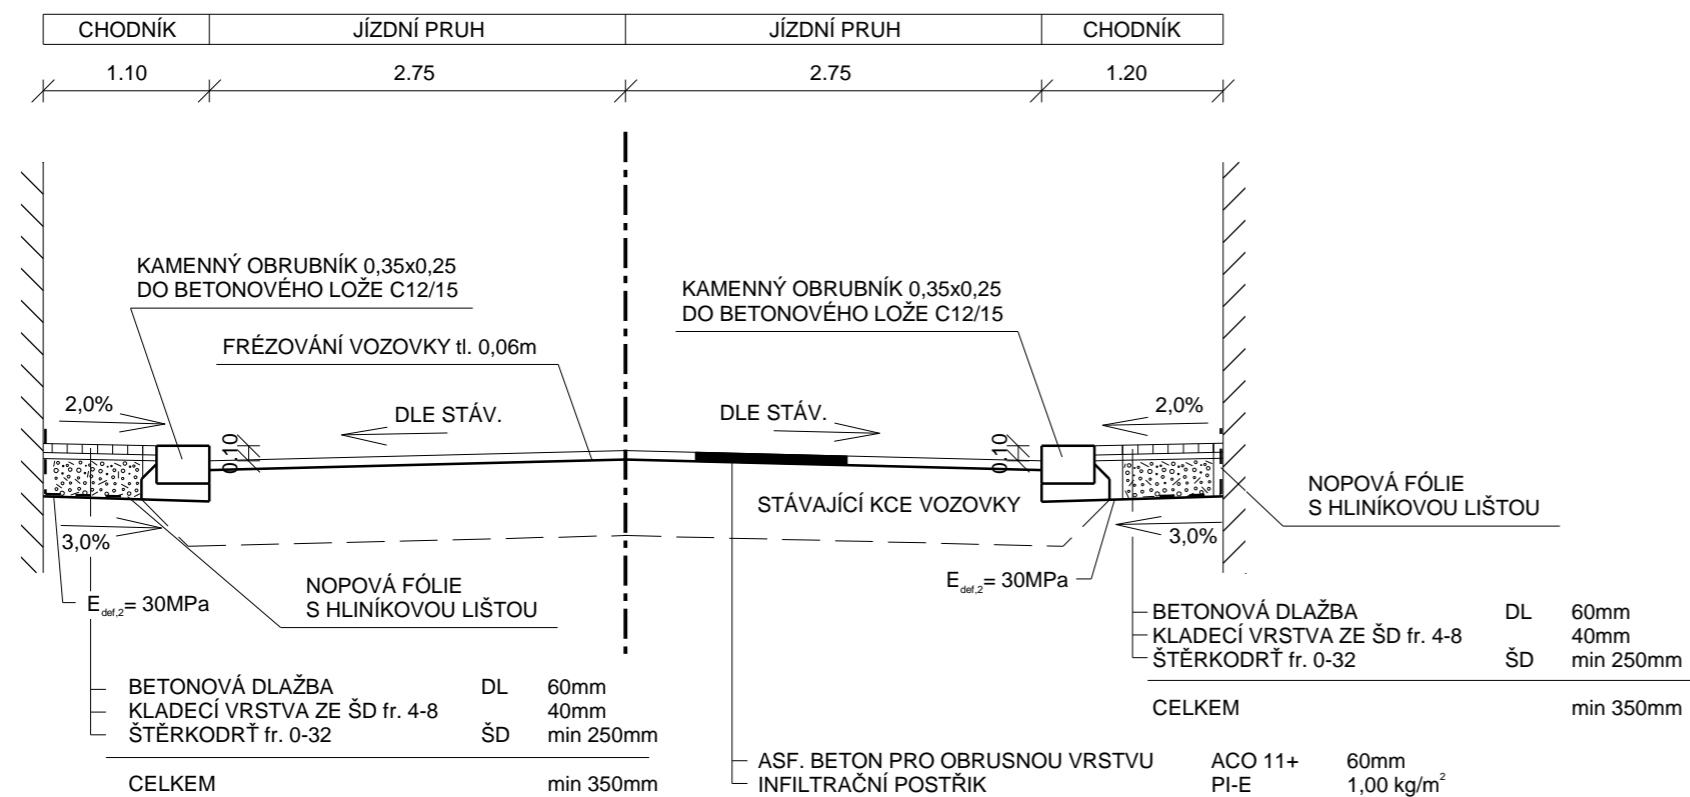 CHODNÍK JÍZDNÍ PRUH JÍZDNÍ PRUH CHODNÍK
1.10 2.75 2.75 1.20
KAMENNÝ OBRUBNÍK 0,35x0,25
DO BETONOVÉHO LOŽE C12/15
KAMENNÝ OBRUBNÍK 0,35x0,25
DO BETONOVÉHO LOŽE C12/15
FRÉZOVÁNÍ VOZOVKY tl. 0,06m
2,0% DLE STÁV. DLE STÁV. 2,0%
0,10 0,10
STÁVAJÍCÍ KCE VOZOVKY
NOPOVÁ FÓLIE
S HLINÍKOVOU LIŠTOU
3,0% 3,0%
NOPOVÁ FÓLIE
S HLINÍKOVOU LIŠTOU
Edef,2= 30MPa
Edef,2= 30MPa
BETONOVÁ DLAŽBA DL 60mm
KLADECÍ VRSTVA ZE ŠD fr. 4-8 40mm
ŠTĚRKODRŤ fr. 0-32 ŠD min 250mm
CELKEM min 350mm
BETONOVÁ DLAŽBA DL 60mm
KLADECÍ VRSTVA ZE ŠD fr. 4-8 40mm
ŠTĚRKODRŤ fr. 0-32 ŠD min 250mm
CELKEM min 350mm
ASF. BETON PRO OBRUSNOU VRSTVU ACO 11+ 60mm
INFILTRAČNÍ POSTŘIK PI-E 1,00 kg/m²